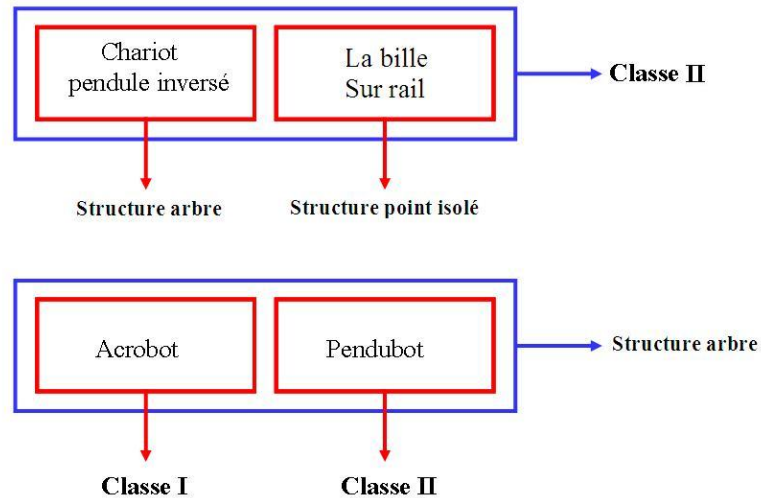 Chariot
pendule inversé
La bille
Sur rail
Classe II
Structure arbre
Structure point isolé
Acrobot
Pendubot
Structure arbre
Classe I
Classe II